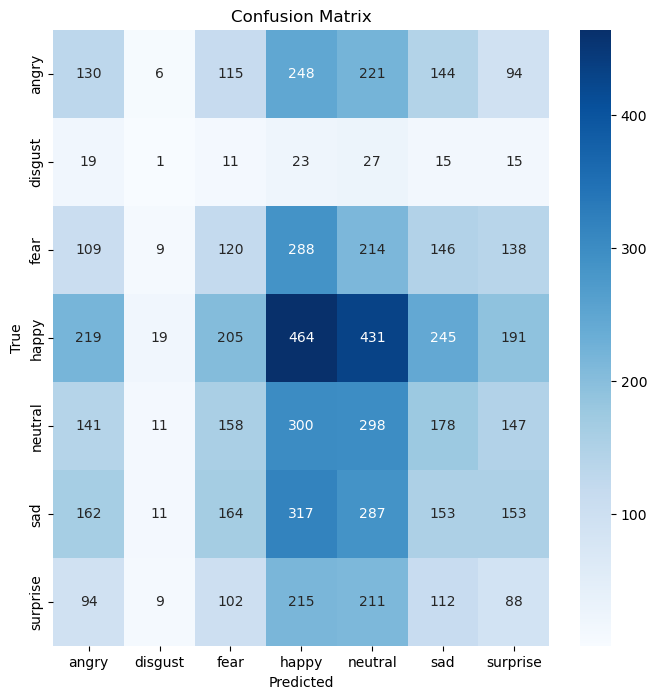 Confusion Matrix
angry 130 6 115 248 221 144 94
disgust 19 1 11 23 27 15 15
fear 109 9 120 288 214 146 138
happy 219 19 205 464 431 245 191
neutral 141 11 158 300 298 178 147
sad 162 11 164 317 287 153 153
surprise 94 9 102 215 211 112 88
angry disgust fear happy neutral sad surprise
Predicted
True
400
300
200
100